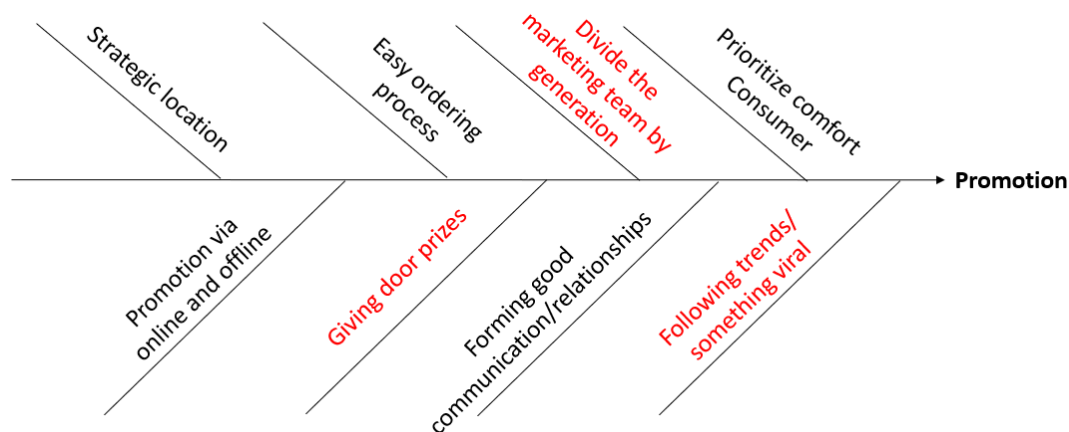 Strategic location
Easy ordering
process
Divide the
marketing team by
generation
Prioritize comfort
Consumer
Promotion
Promotion via
online and offline
Giving door prizes
Forming good
communication/relationships
Following trends/
something viral